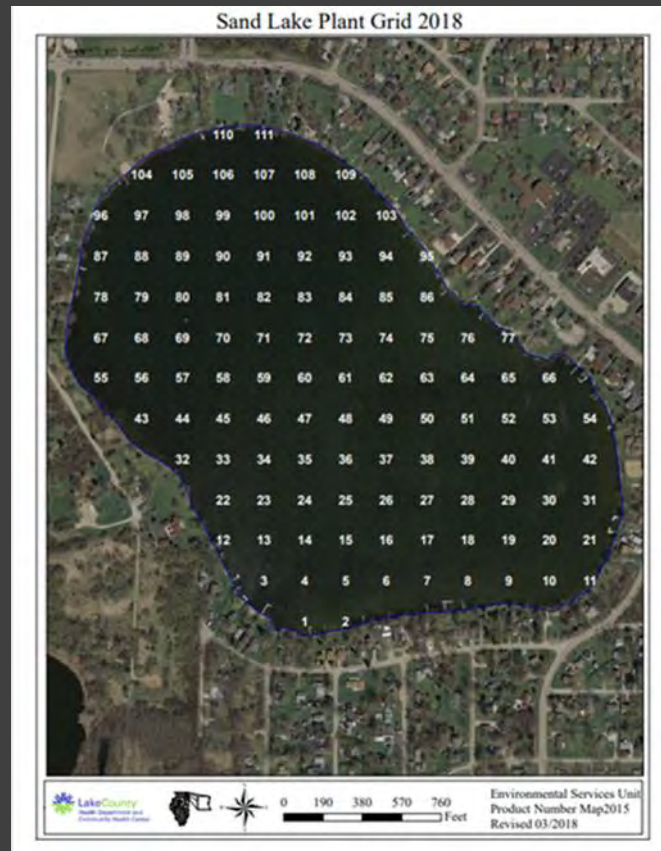 Sand Lake Plant Grid 2018
110 111
104 105 106 107 108 109
96 97 98 99 100 101 102 103
87 88 89 90 91 92 93 94 95
78 79 80 81 82 83 84 85 86
67 68 69 70 71 72 73 74 75 76 77
55 56 57 58 59 60 61 62 63 64 65 66
43 44 45 46 47 48 49 50 51 52 53 54
32 33 34 35 36 37 38 39 40 41 42
22 23 24 25 26 27 28 29 30 31
12 13 14 15 16 17 18 19 20 21
3 4 5 6 7 8 9 10 11
1 2
LakeCounty
Health Department and
Community Health Center
0 190 380 570 760
Feet
Environmental Services Unit
Product Number Map2015
Revised 03/2018